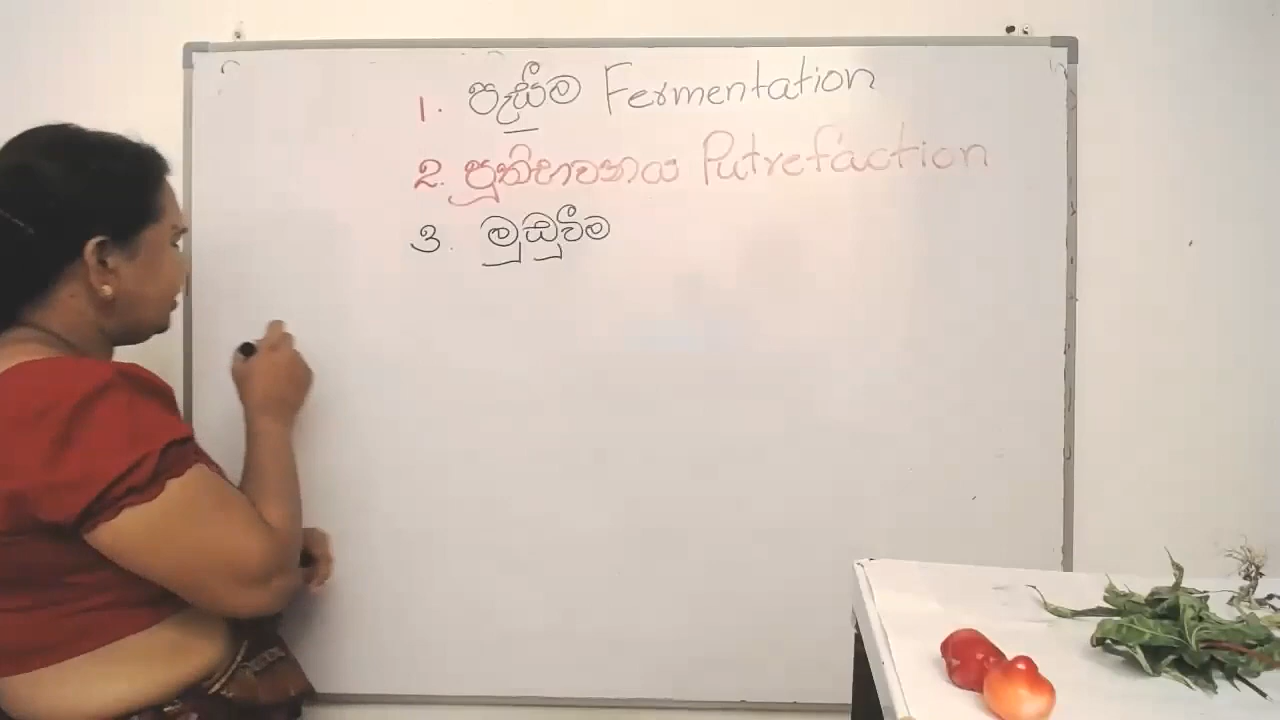 1. පැසීම Fermentation
2. පූතිභවනය Putrefaction
3. මුඩුවීම